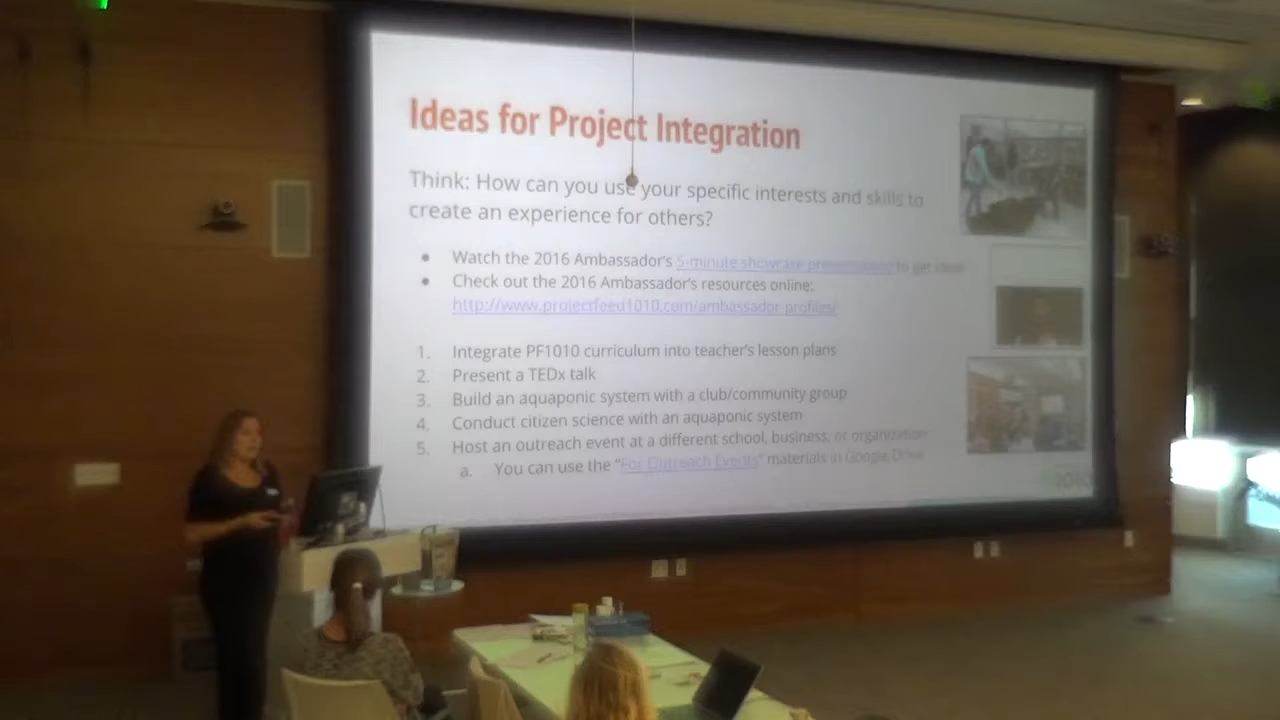 Ideas for Project Integration
Think: How can you use your specific interests and skills to
create an experience for others?
• Watch the 2016 Ambassador's 5-minute showcase presentations to get ideas!
• Check out the 2016 Ambassador's resources online:
http://www.projectfeed1010.com/ambassador-profiles/
1. Integrate PF1010 curriculum into teacher's lesson plans
2. Present a TEDx talk
3. Build an aquaponic system with a club/community group
4. Conduct citizen science with an aquaponic system
5. Host an outreach event at a different school, business, or organization
a. You can use the "For Outreach Events" materials in Google Drive
1010